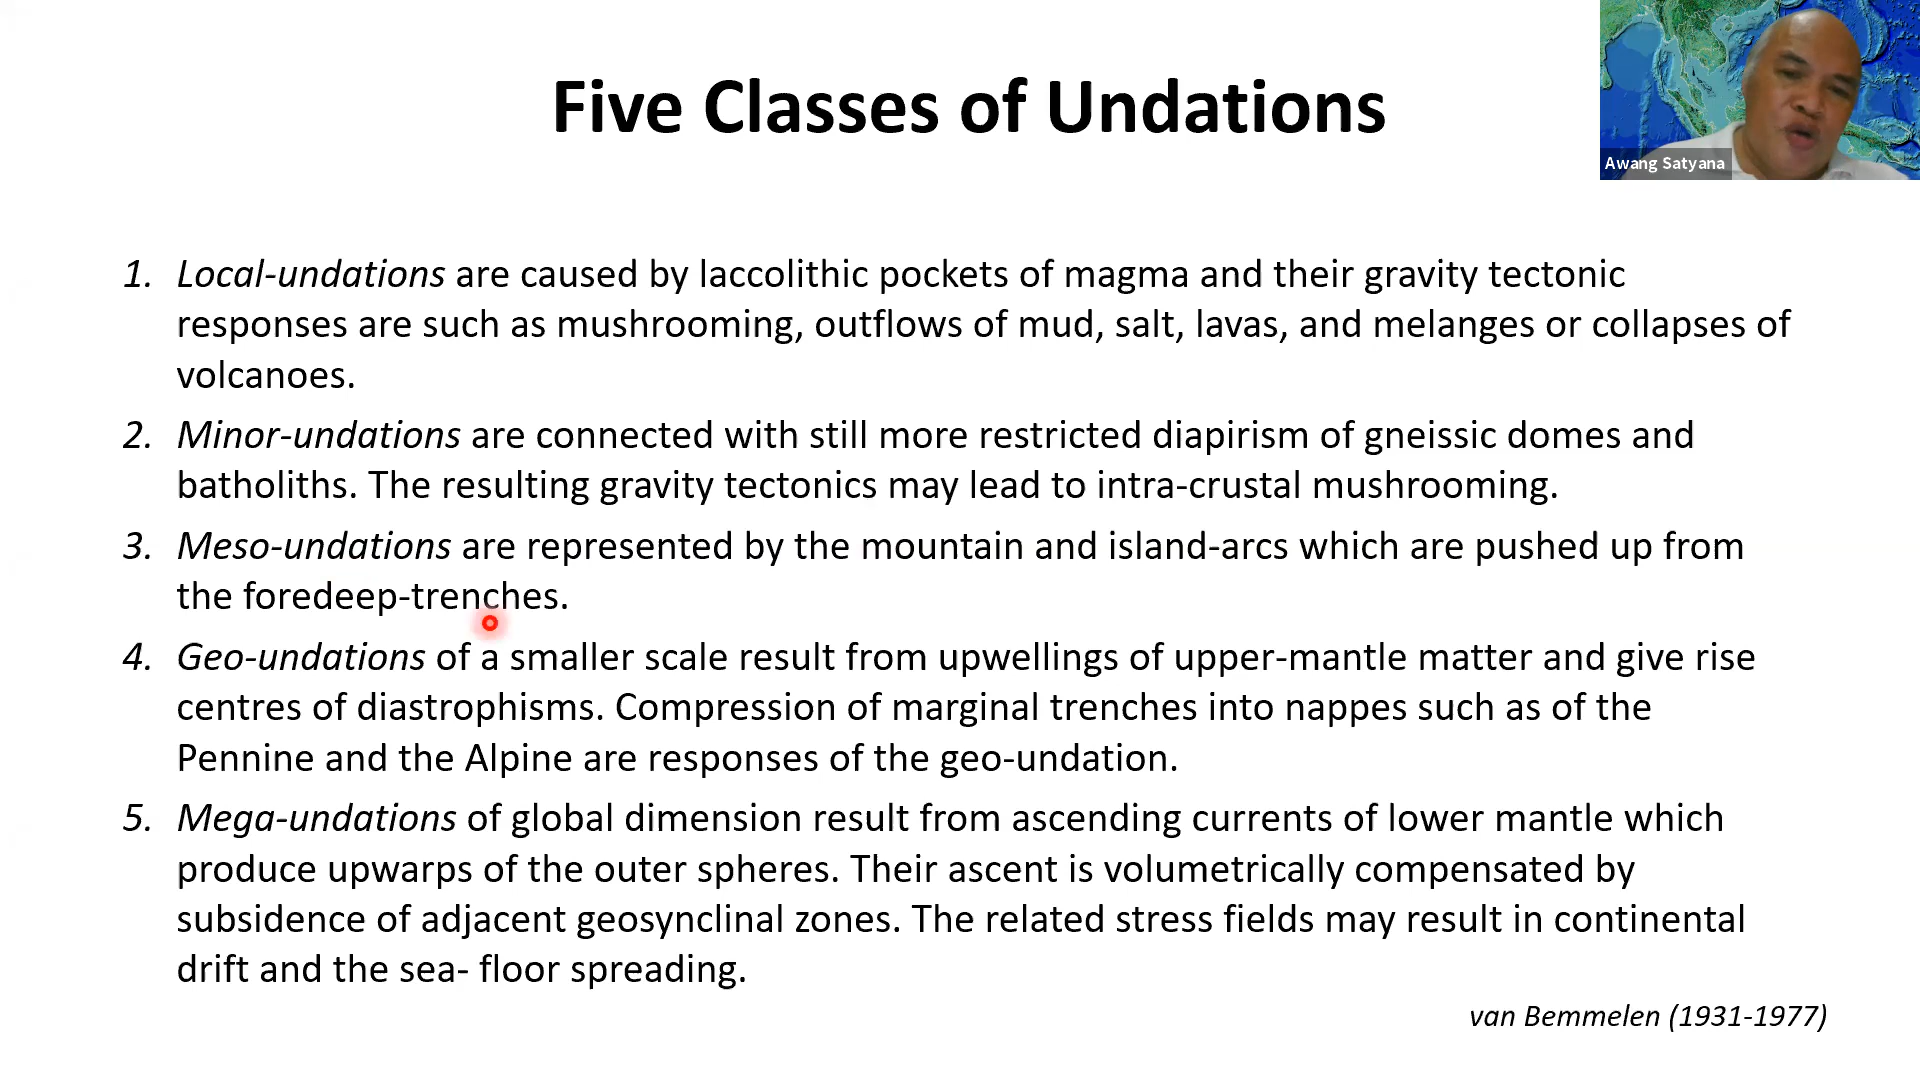 Five Classes of Undations
Awang Satyana
1. Local-undations are caused by laccolithic pockets of magma and their gravity tectonic
responses are such as mushrooming, outflows of mud, salt, lavas, and melanges or collapses of
volcanoes.
2. Minor-undations are connected with still more restricted diapirism of gneissic domes and
batholiths. The resulting gravity tectonics may lead to intra-crustal mushrooming.
3. Meso-undations are represented by the mountain and island-arcs which are pushed up from
the foredeep-trenches.
4. Geo-undations of a smaller scale result from upwellings of upper-mantle matter and give rise
centres of diastrophisms. Compression of marginal trenches into nappes such as of the
Pennine and the Alpine are responses of the geo-undation.
5. Mega-undations of global dimension result from ascending currents of lower mantle which
produce upwarps of the outer spheres. Their ascent is volumetrically compensated by
subsidence of adjacent geosynclinal zones. The related stress fields may result in continental
drift and the sea- floor spreading.
van Bemmelen (1931-1977)